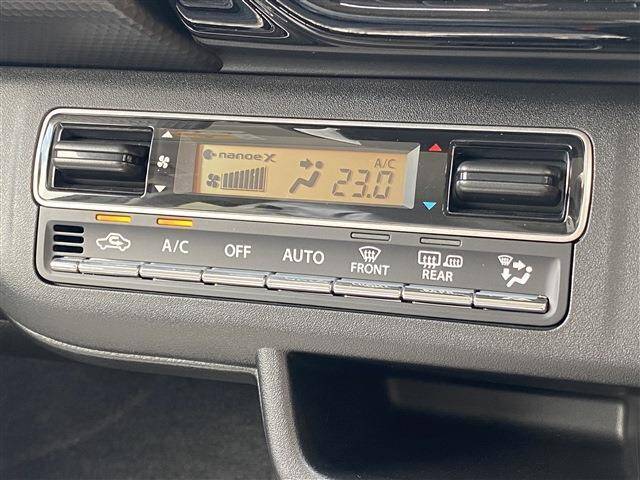 nanoeX
A/C
23.0
A/C
OFF
AUTO
FRONT
REAR